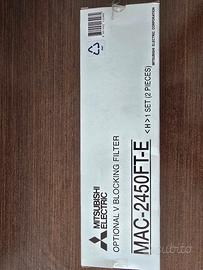 MITSUBISHI ELECTRIC CORPORATION
MITSUBISHI
ELECTRIC
OPTIONAL V BLOCKING FILTER
MAC-2450FT-E
<H> 1 SET (2 PIECES)
subito